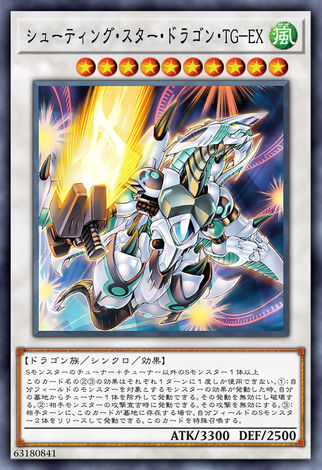 シューティング・スター・ドラゴン・TG-EX
風
【ドラゴン族／シンクロ／効果】
Sモンスターのチューナー＋チューナー以外のSモンスター1体以上
このカード名の②③の効果はそれぞれ1ターンに1度しか使用できない。①:自
分フィールドのモンスターを対象とするモンスターの効果が発動した時、自分
の墓地からチューナー1体を除外して発動できる。その発動を無効にし破壊す
る。②:相手モンスターの攻撃宣言時に発動できる。その攻撃を無効にする。③:
相手ターンに、このカードが墓地に存在する場合、自分フィールドのSモンスタ
ー2体をリリースして発動できる。このカードを特殊召喚する。
ATK/3300 DEF/2500
63180841